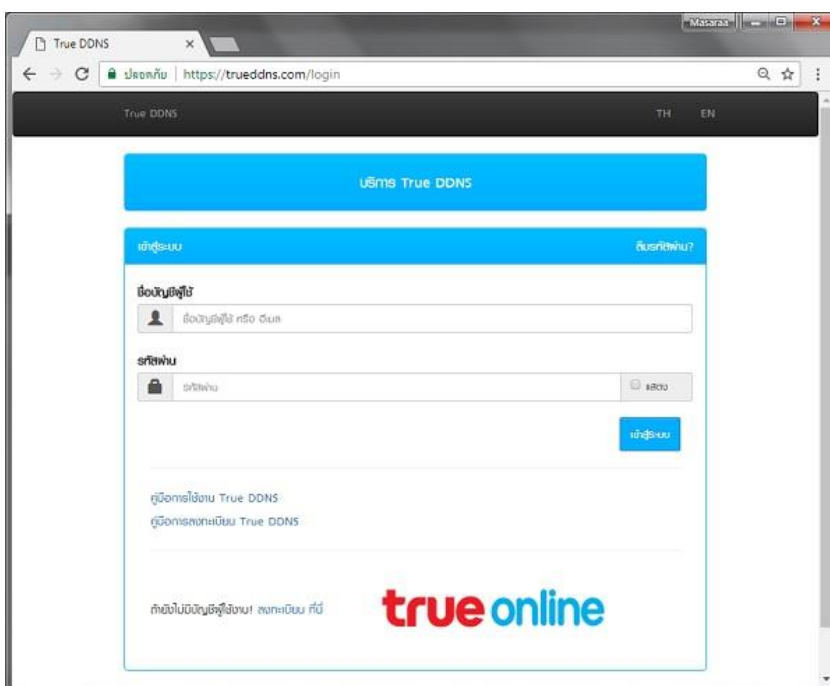 Masaraa
True DDNS
ปลอดภัย https://trueddns.com/login
True DDNS TH EN
บริการ True DDNS
เข้าสู่ระบบ ลืมรหัสผ่าน?
ชื่อบัญชีผู้ใช้
ชื่อบัญชีผู้ใช้ หรือ อีเมล
รหัสผ่าน
รหัสผ่าน แสดง
เข้าสู่ระบบ
คู่มือการใช้งาน True DDNS
คู่มือการลงทะเบียน True DDNS
ถ้ายังไม่มีบัญชีผู้ใช้งาน! ลงทะเบียน ที่นี่
true online